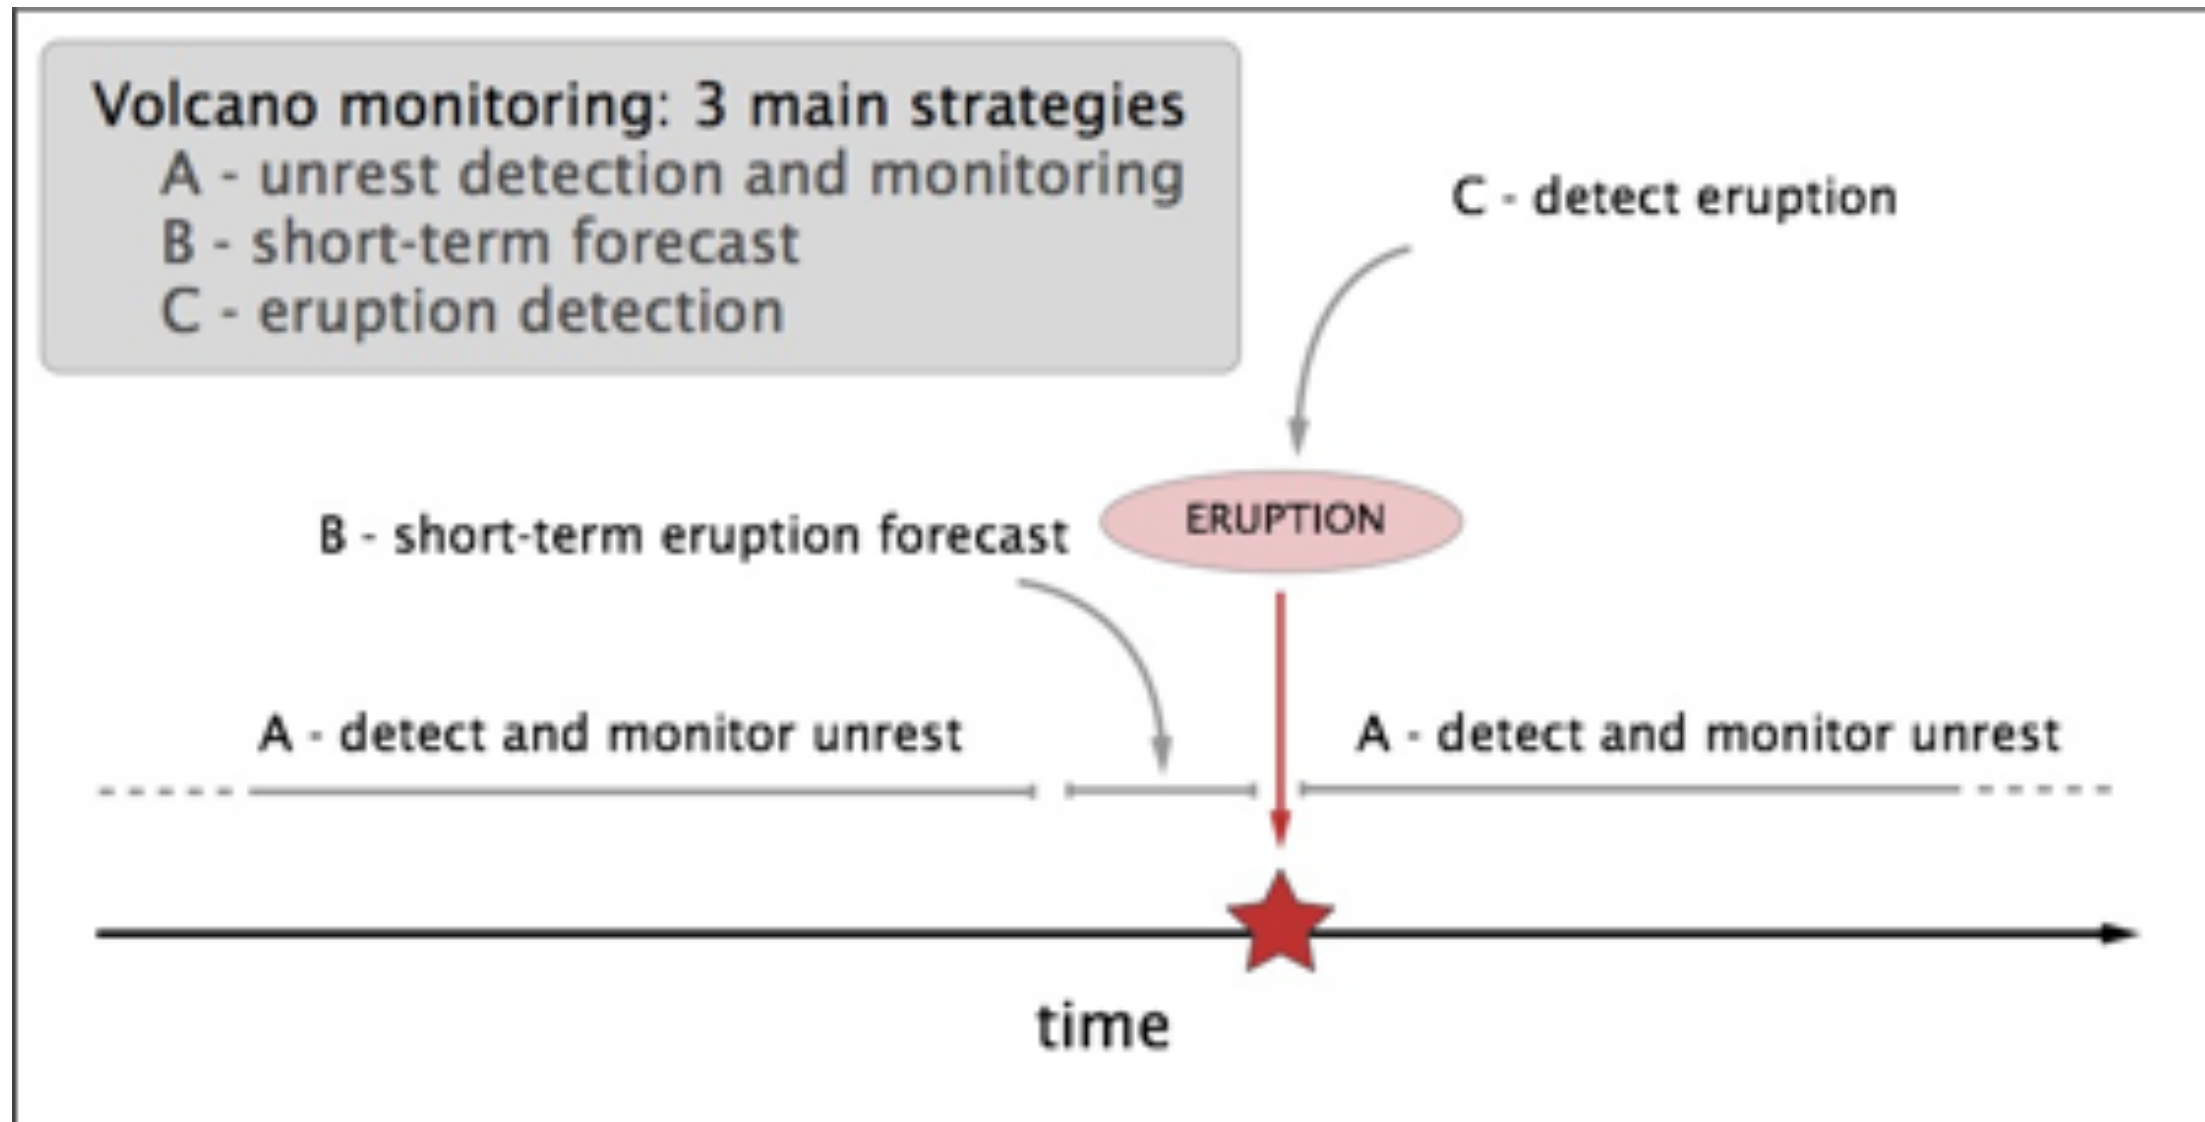 Volcano monitoring: 3 main strategies
A - unrest detection and monitoring
B - short-term forecast
C - eruption detection
C - detect eruption
ERUPTION
B - short-term eruption forecast
A - detect and monitor unrest
A - detect and monitor unrest
time